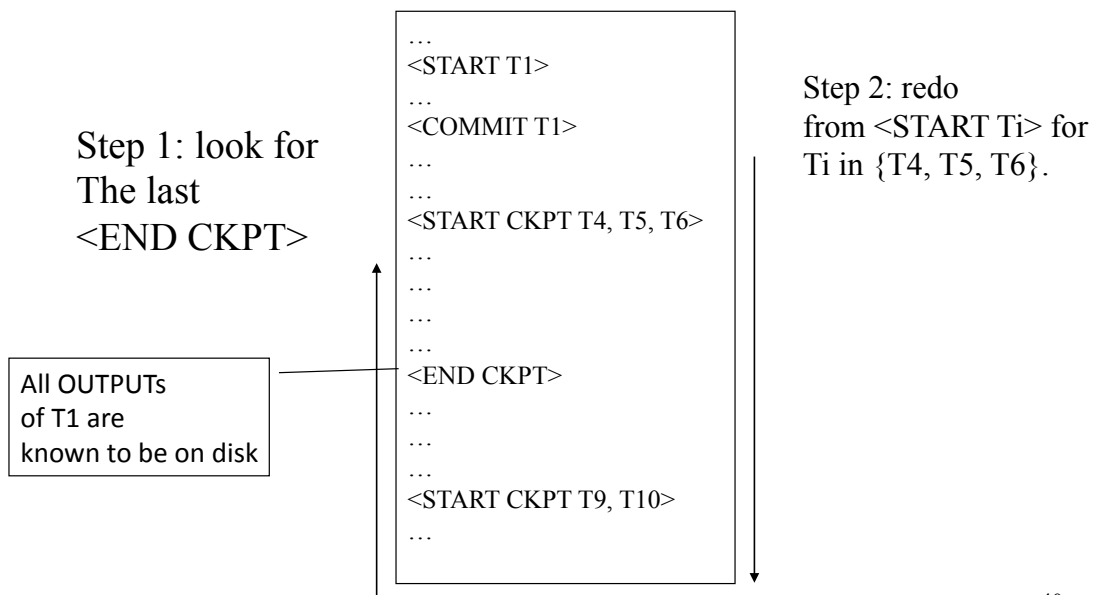 Step 1: look for
The last
<END CKPT>
All OUTPUTs
of T1 are
known to be on disk
…
<START T1>
…
<COMMIT T1>
…
…
<START CKPT T4, T5, T6>
…
…
…
…
<END CKPT>
…
…
…
<START CKPT T9, T10>
…
Step 2: redo
from <START Ti> for
Ti in {T4, T5, T6}.